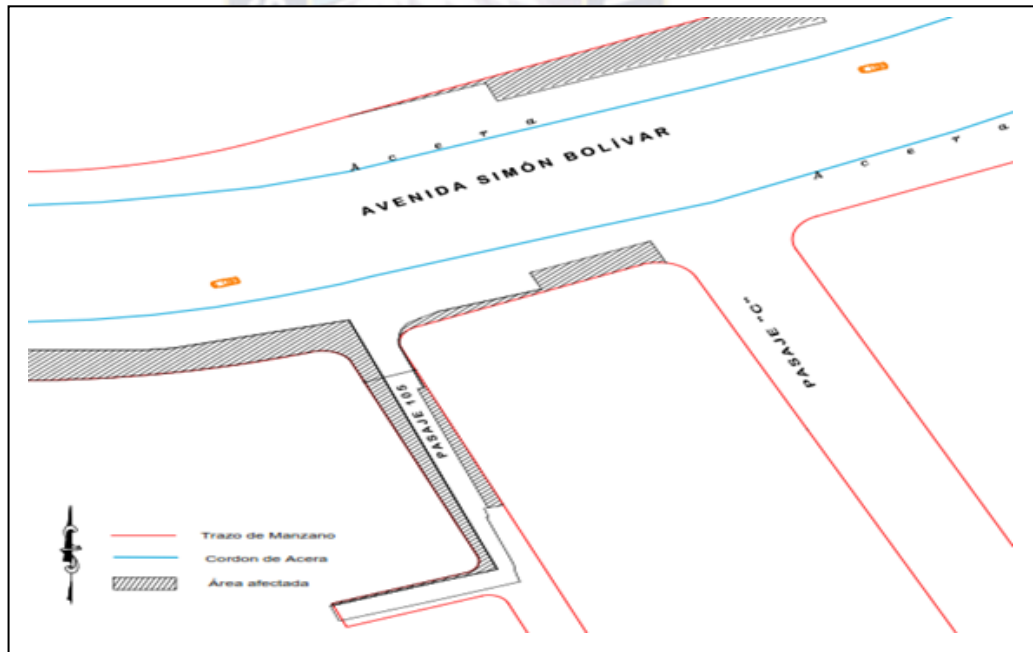 Acera
AVENIDA SIMÓN BOLÍVAR
Acera
PASAJE "C"
PASAJE 105
Trazo de Manzano
Cordon de Acera
Área afectada